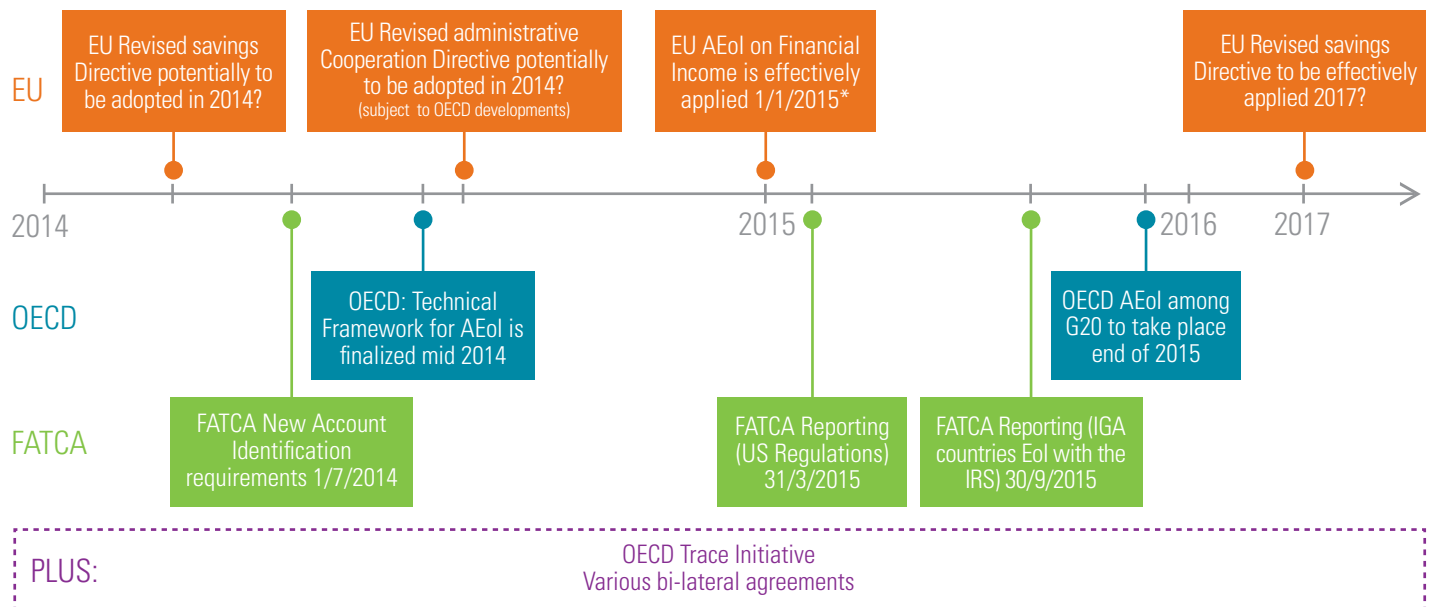 EU
EU Revised savings
Directive potentially to
be adopted in 2014?
EU Revised administrative
Cooperation Directive potentially
to be adopted in 2014?
(subject to OECD developments)
EU AEoI on Financial
Income is effectively
applied 1/1/2015*
EU Revised savings
Directive to be effectively
applied 2017?
2014
2015
2016
2017
OECD
OECD: Technical
Framework for AEoI is
finalized mid 2014
OECD AEoI among
G20 to take place
end of 2015
FATCA
FATCA New Account
Identification
requirements 1/7/2014
FATCA Reporting
(US Regulations)
31/3/2015
FATCA Reporting (IGA
countries EoI with the
IRS) 30/9/2015
PLUS:
OECD Trace Initiative
Various bi-lateral agreements